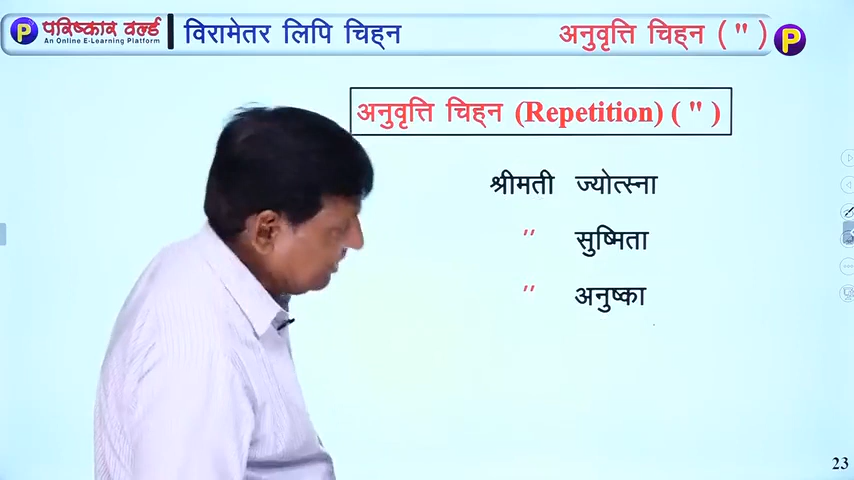 परिष्कार वर्ल्ड
An Online E-Learning Platform
विरामेतर लिपि चिह्न
अनुवृत्ति चिह्न ( " )
अनुवृत्ति चिह्न (Repetition) ( " )
श्रीमती ज्योत्स्ना
" सुष्मिता
" अनुष्का
23